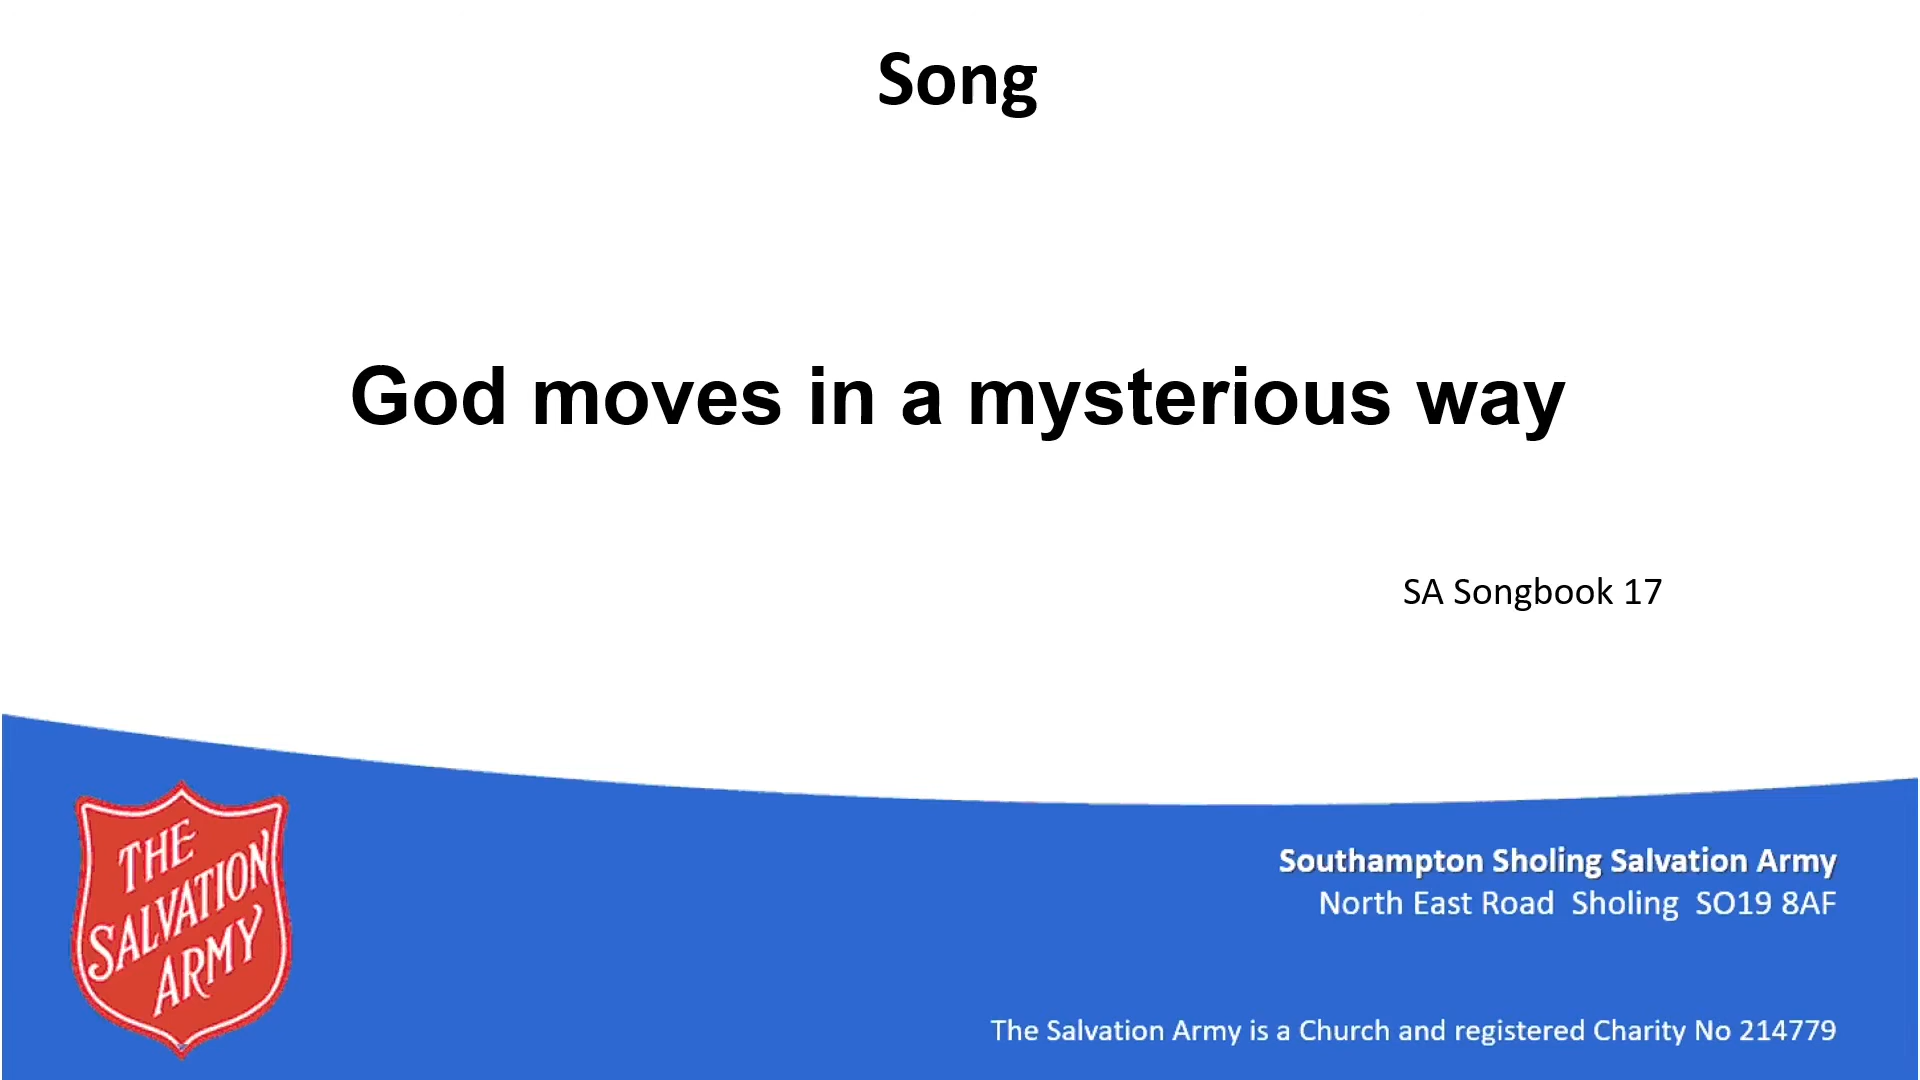 Song
God moves in a mysterious way
SA Songbook 17
THE
SALVATION
ARMY
Southampton Sholing Salvation Army
North East Road  Sholing  SO19 8AF
The Salvation Army is a Church and registered Charity No 214779